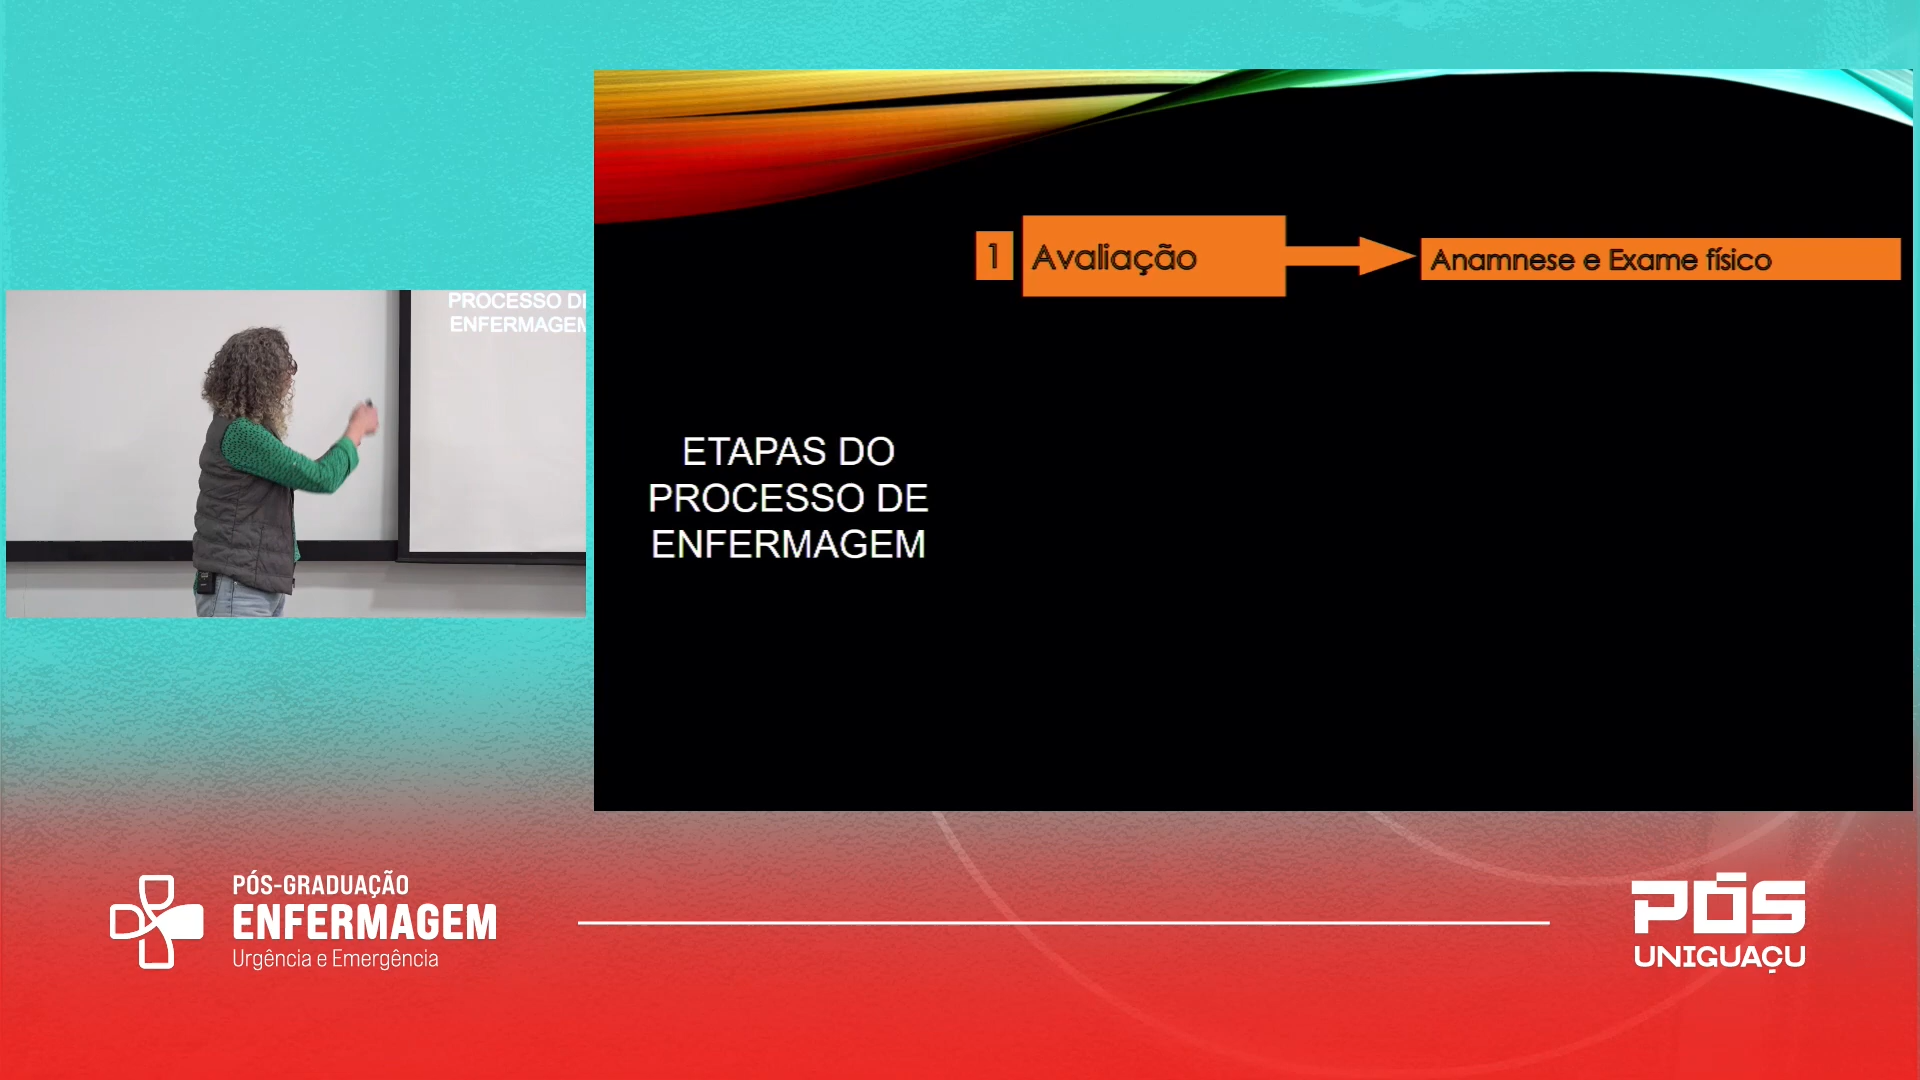 PROCESSO DE
ENFERMAGEM
1
Avaliação
Anamnese e Exame físico
ETAPAS DO
PROCESSO DE
ENFERMAGEM
PÓS-GRADUAÇÃO
ENFERMAGEM
Urgência e Emergência
PÓS
UNIGUAÇU